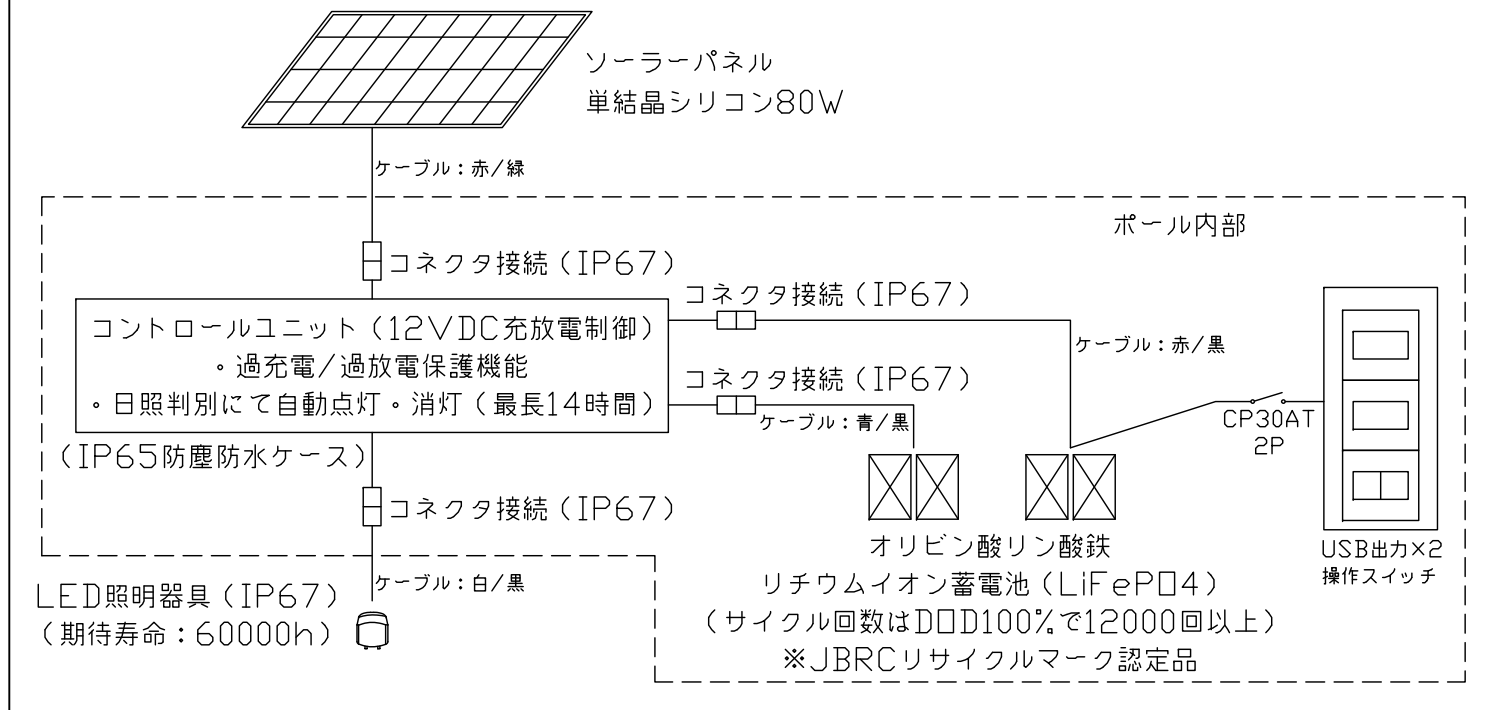 ソーラーパネル
単結晶シリコン80W
ケーブル：赤/緑
ポール内部
コネクタ接続（IP67）
コネクタ接続（IP67）
コントロールユニット（12VDC充放電制御）
・過充電/過放電保護機能
・日照判別にて自動点灯・消灯（最長14時間）
（IP65防塵防水ケース）
ケーブル：赤/黒
コネクタ接続（IP67）
ケーブル：青/黒
CP30AT
2P
コネクタ接続（IP67）
USB出力×2
操作スイッチ
オリビン酸リン酸鉄
リチウムイオン蓄電池（LiFePO4）
（サイクル回数はDOD100%で12000回以上）
※JBRCリサイクルマーク認定品
ケーブル：白/黒
LED照明器具（IP67）
（期待寿命：60000h）